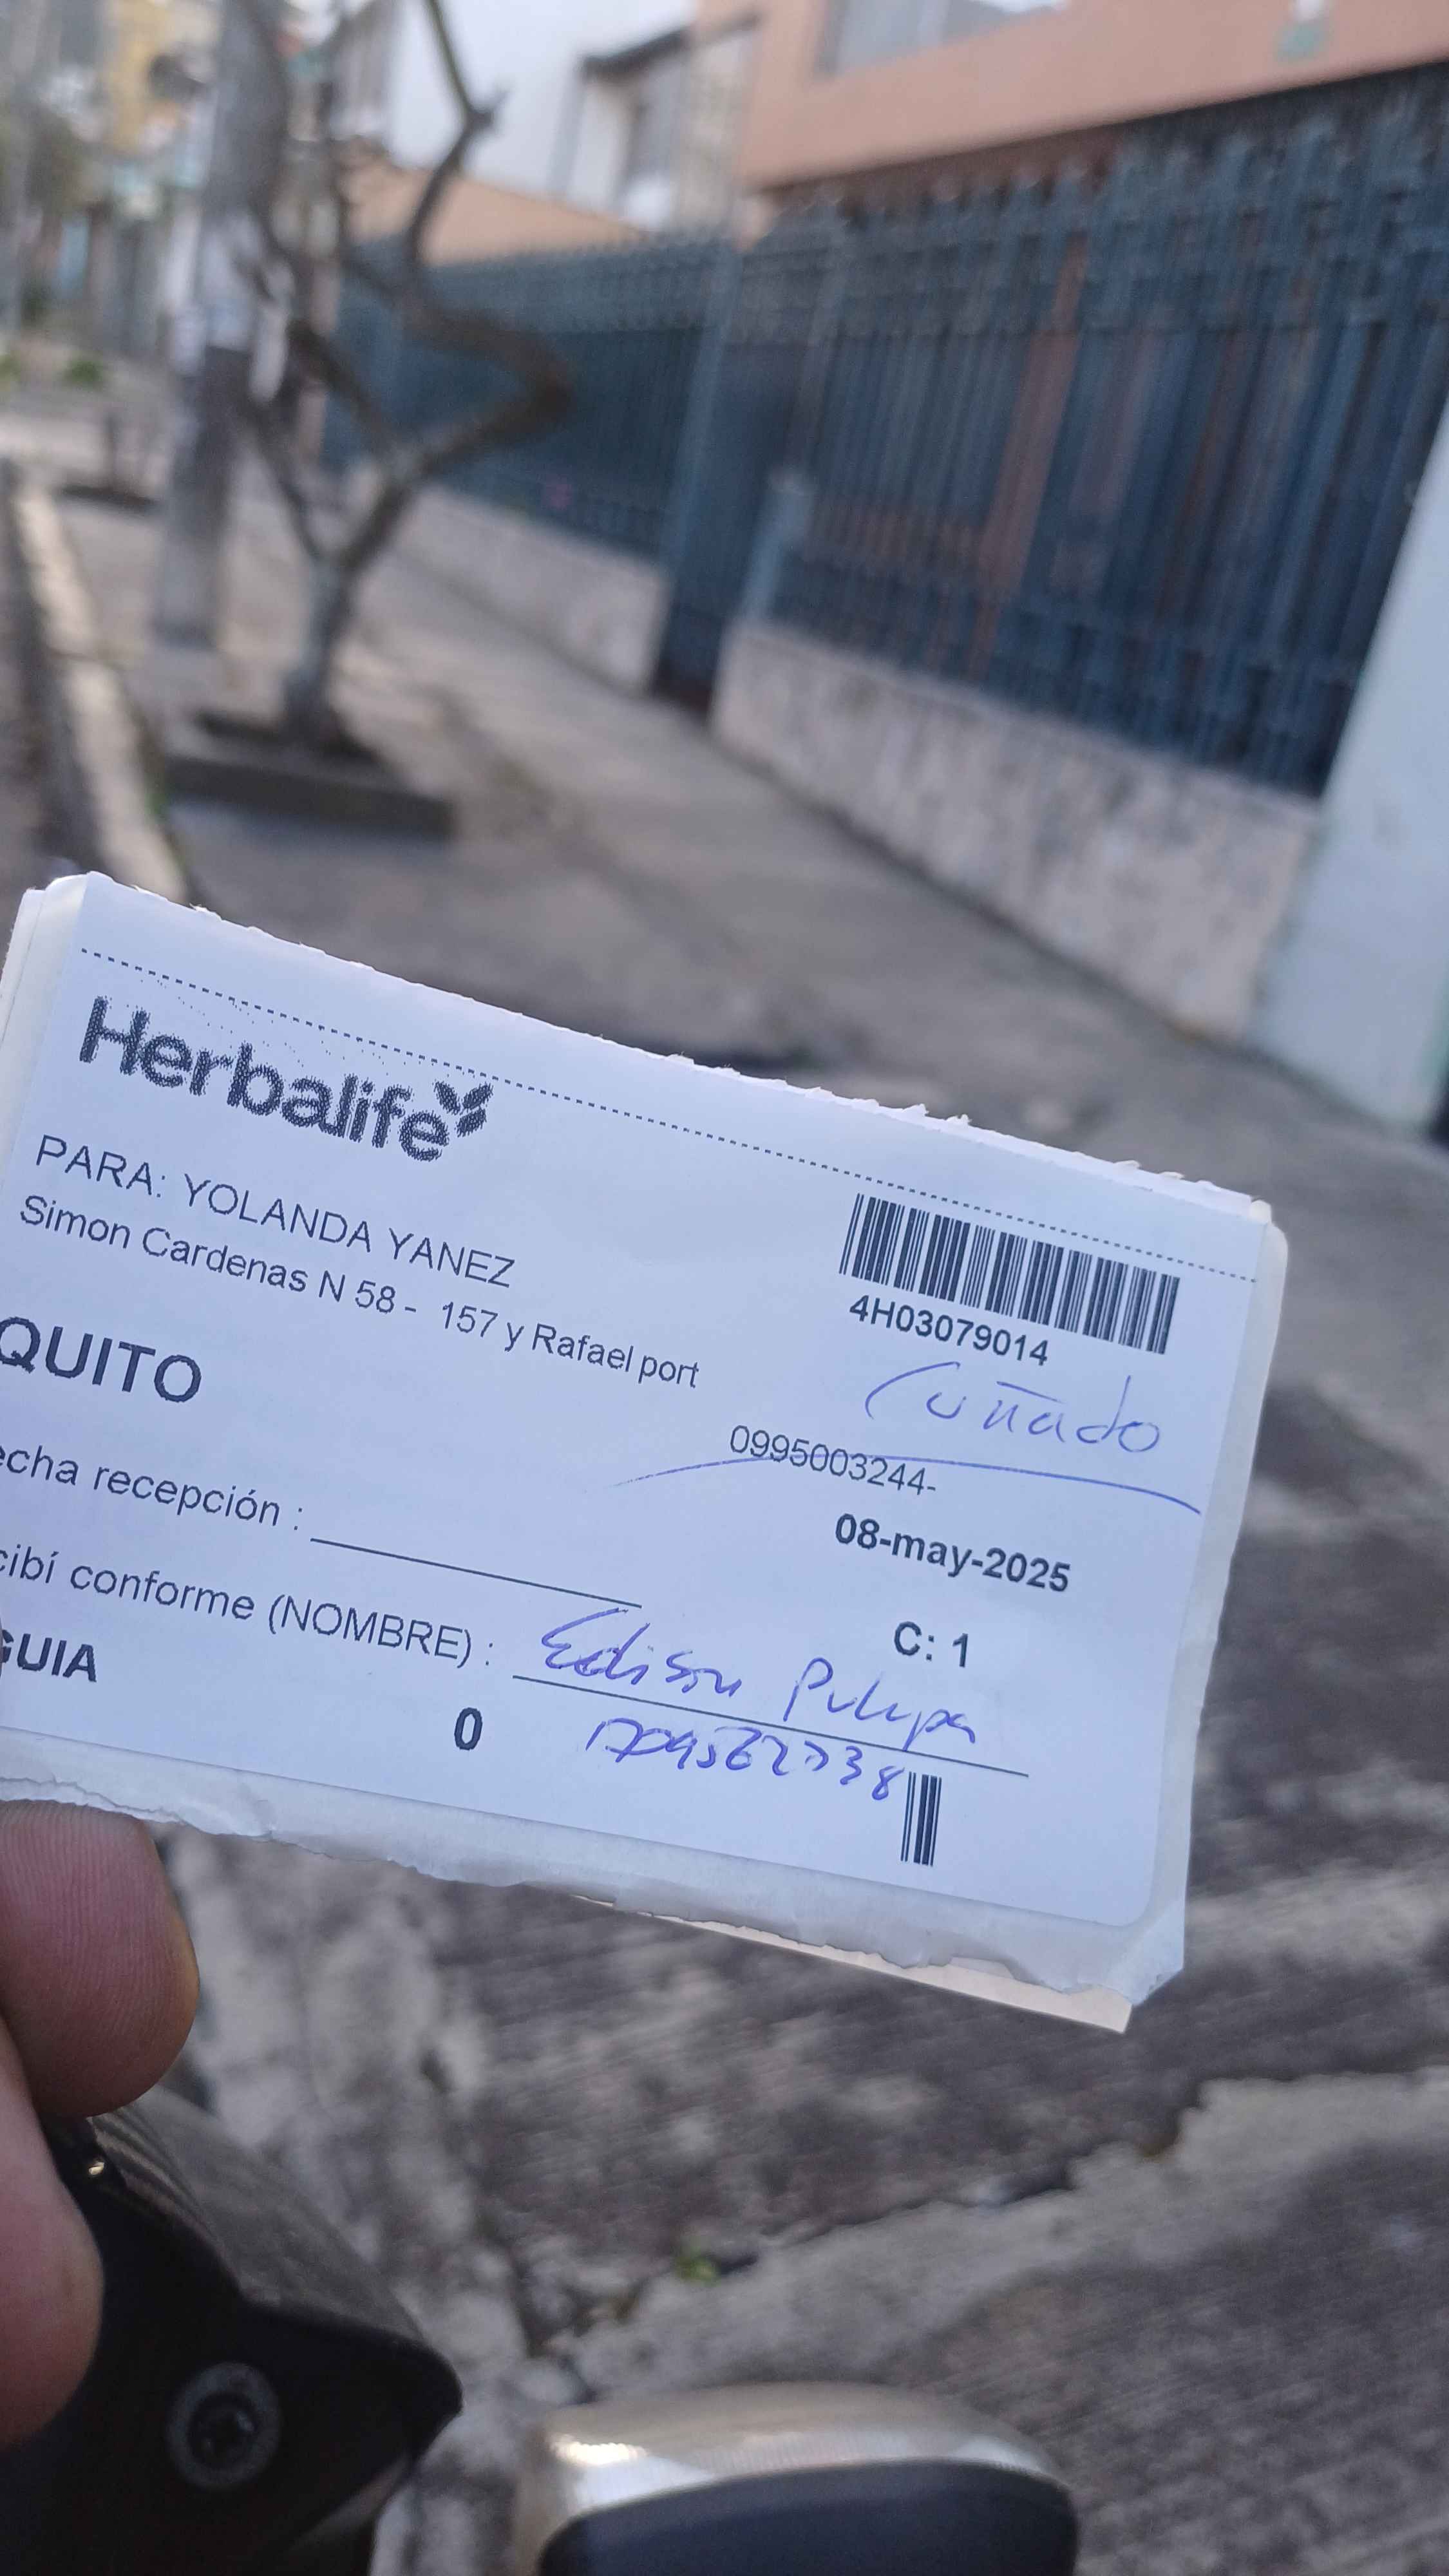 Herbalife
PARA: YOLANDA YANEZ
Simon Cardenas N 58 - 157 y Rafael port
4H03079014
Cuñado
QUITO
0995003244-
echa recepción :
08-may-2025
cibí conforme (NOMBRE) : Edison
C: 1
GUIA
0